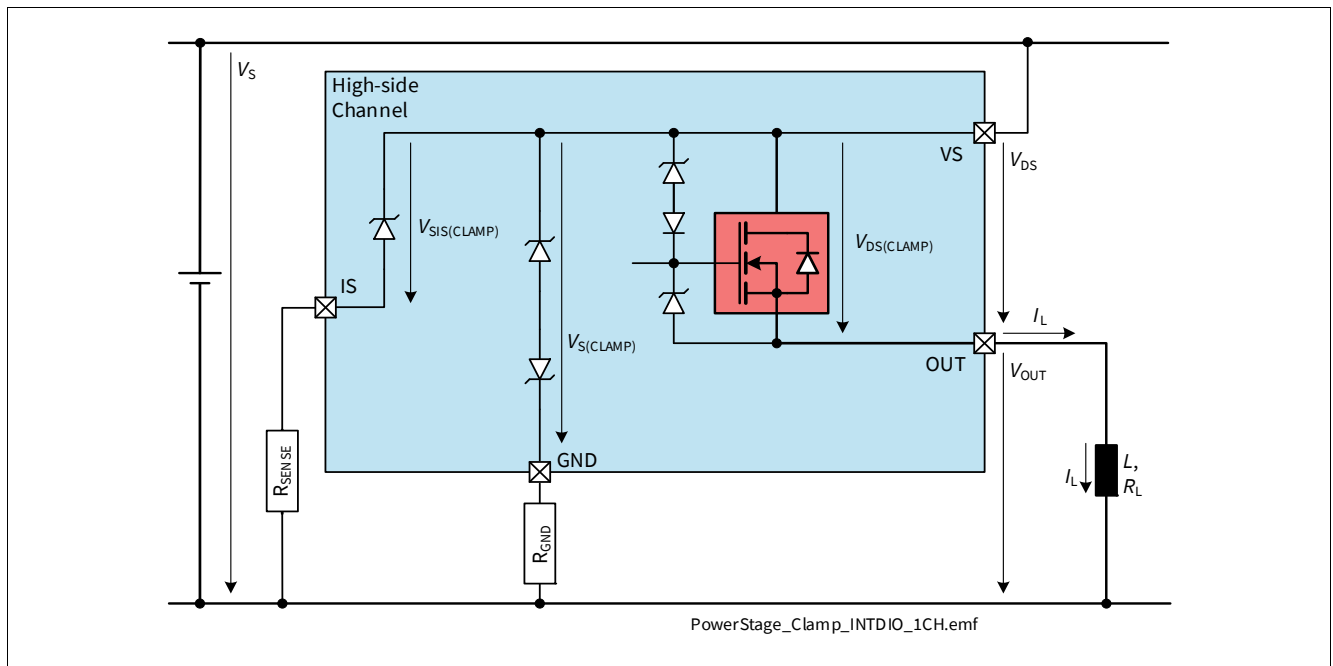 High-side
Channel
VS
VS
VDS
VSIS(CLAMP)
VDS(CLAMP)
IS
VS(CLAMP)
IL
OUT
VOUT
RSENSE
GND
RGND
IL
L,
RL
PowerStage_Clamp_INTDIO_1CH.emf